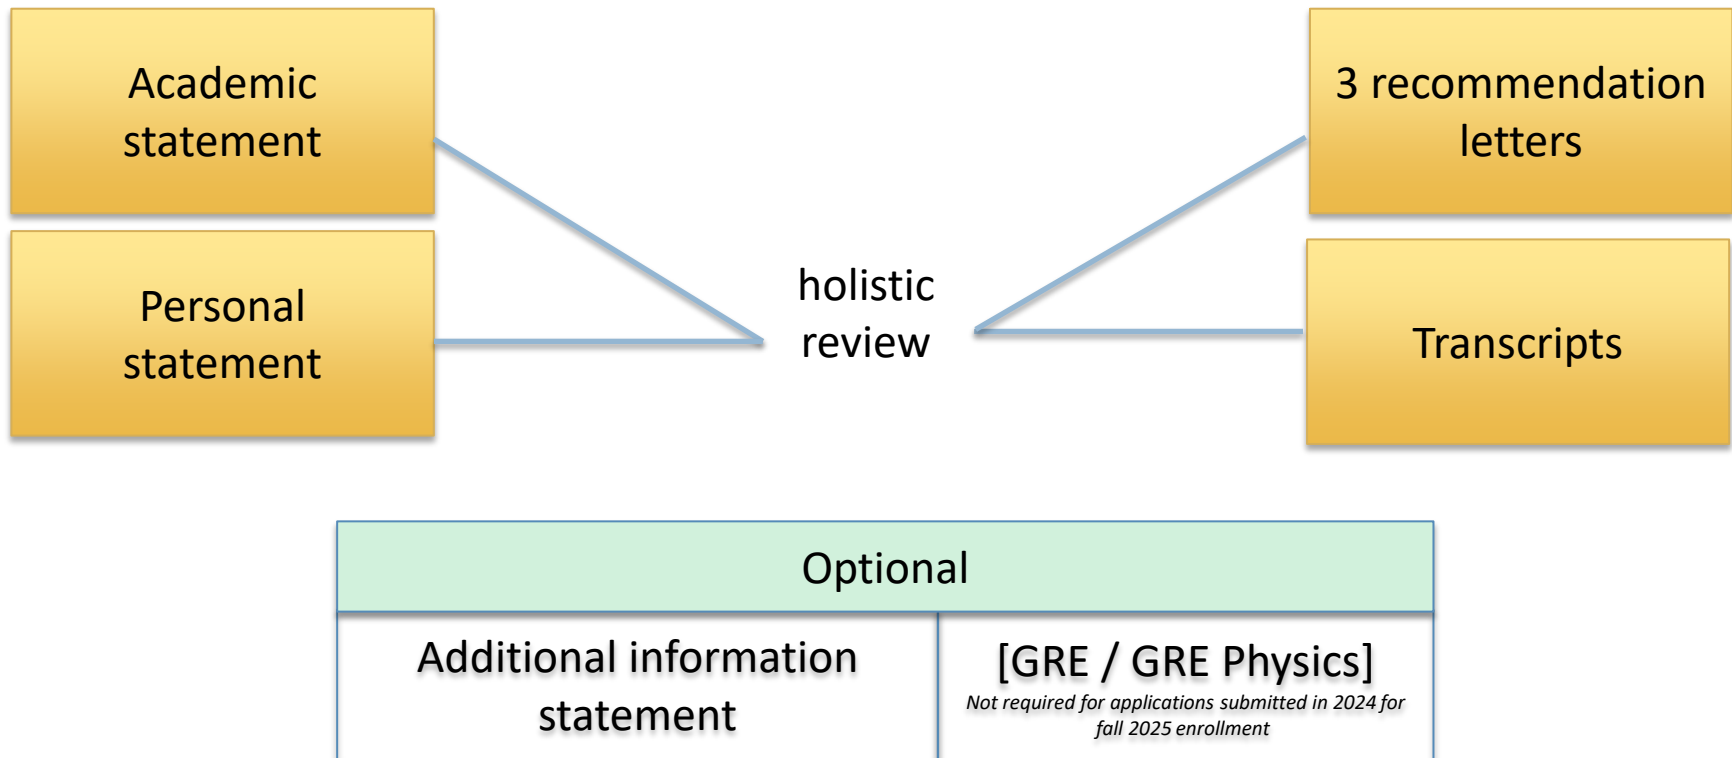 Academic
statement
3 recommendation
letters
Personal
statement
holistic
review
Transcripts
Optional
Additional information
statement
[GRE / GRE Physics]
Not required for applications submitted in 2024 for
fall 2025 enrollment